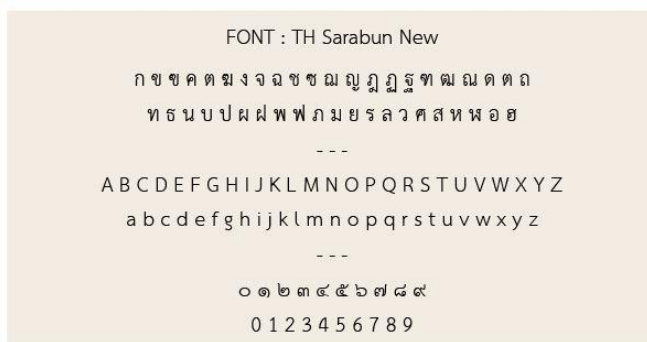 FONT : TH Sarabun New
ก ข ฃ ค ฅ ฆ ง จ ฉ ช ซ ฌ ญ ฎ ฏ ฐ ฑ ฒ ณ ด ต ถ
ท ธ น บ ป ผ ฝ พ ฟ ภ ม ย ร ล ว ศ ส ห ฬ อ ฮ
- - -
A B C D E F G H I J K L M N O P Q R S T U V W X Y Z
a b c d e f g h i j k l m n o p q r s t u v w x y z
- - -
๐ ๑ ๒ ๓ ๔ ๕ ๖ ๗ ๘ ๙
0 1 2 3 4 5 6 7 8 9